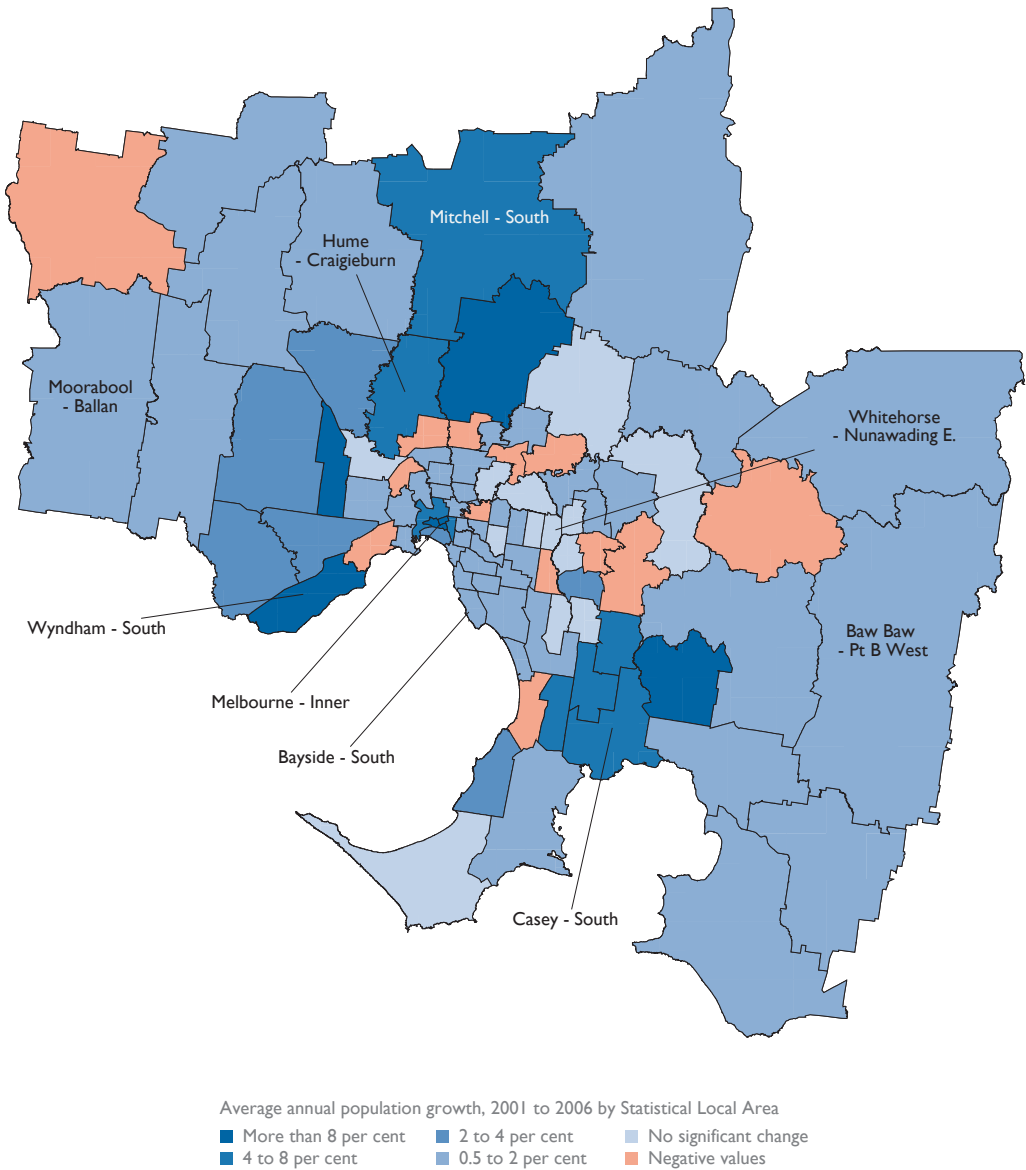 Mitchell - South
Hume
- Craigieburn
Moorabool
- Ballan
Whitehorse
- Nunawading E.
Wyndham - South
Baw Baw
- Pt B West
Melbourne - Inner
Bayside - South
Casey - South
Average annual population growth, 2001 to 2006 by Statistical Local Area
More than 8 per cent
2 to 4 per cent
No significant change
4 to 8 per cent
0.5 to 2 per cent
Negative values